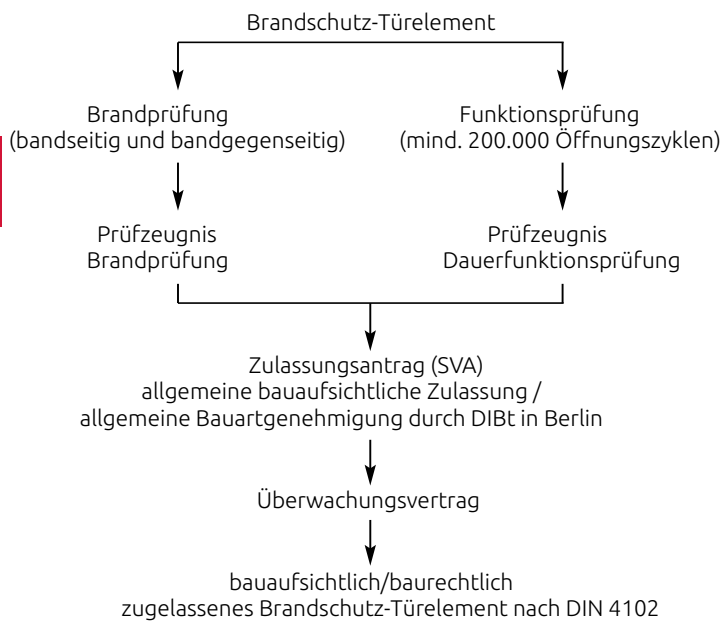 Brandschutz-Türelement
Brandprüfung
(bandseitig und bandgegenseitig)
Funktionsprüfung
(mind. 200.000 Öffnungszyklen)
Prüfzeugnis
Brandprüfung
Prüfzeugnis
Dauerfunktionsprüfung
Zulassungsantrag (SVA)
allgemeine bauaufsichtliche Zulassung /
allgemeine Bauartgenehmigung durch DIBt in Berlin
Überwachungsvertrag
bauaufsichtlich/baurechtlich
zugelassenes Brandschutz-Türelement nach DIN 4102